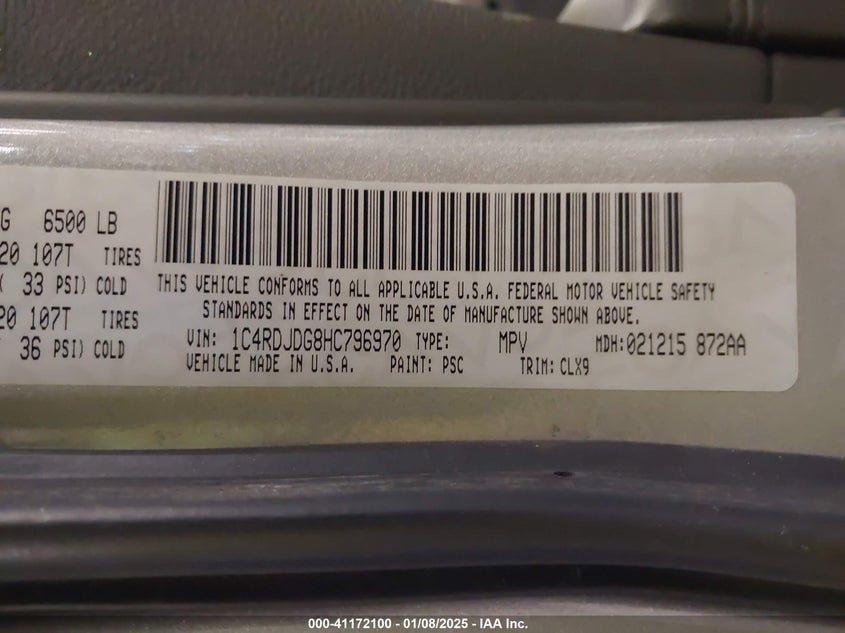 G 6500 LB
20 107T TIRES
( 33 PSI) COLD
20 107T TIRES
36 PSI) COLD
THIS VEHICLE CONFORMS TO ALL APPLICABLE U.S.A. FEDERAL MOTOR VEHICLE SAFETY
STANDARDS IN EFFECT ON THE DATE OF MANUFACTURE SHOWN ABOVE.
VIN: 1C4RDJDG8HC796970 TYPE: MPV MDH:021215 872AA
VEHICLE MADE IN U.S.A. PAINT: PSC TRIM: CLX9
000-41172100 - 01/08/2025 - IAA Inc.